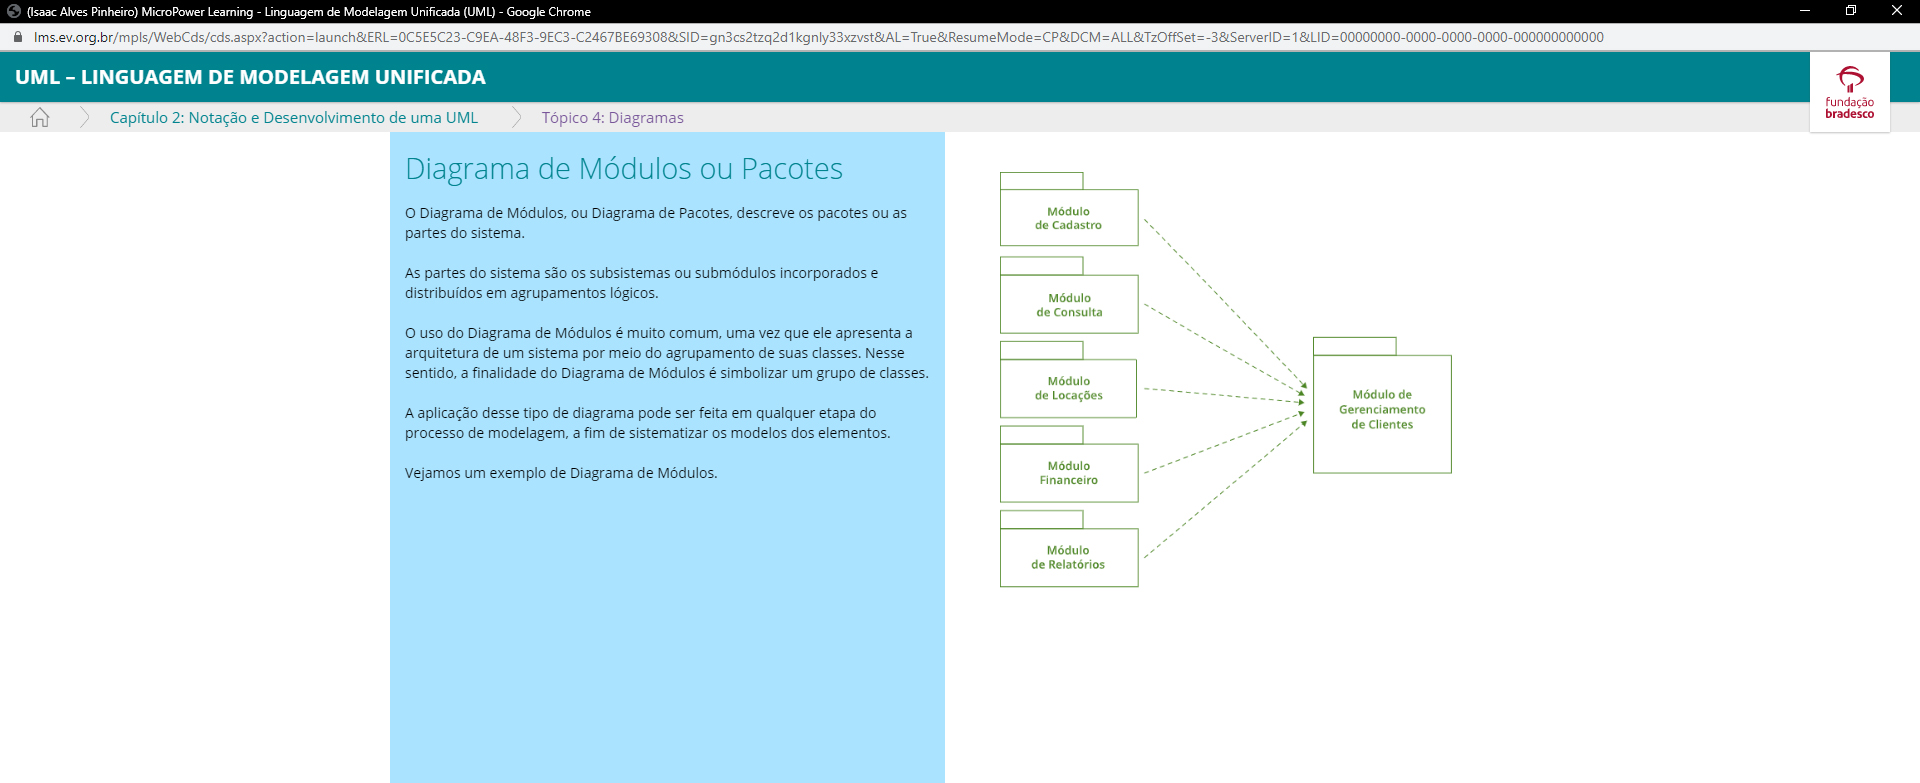 (Isaac Alves Pinheiro) MicroPower Learning - Linguagem de Modelagem Unificada (UML) - Google Chrome
lms.ev.org.br/mpls/WebCds/cds.aspx?action=launch&ERL=0C5E5C23-C9EA-48F3-9EC3-C2467BE69308&SID=gn3cs2tzq2d1kgnly33xzvst&AL=True&ResumeMode=CP&DCM=ALL&TzOffSet=-3&ServerID=1&LID=00000000-0000-0000-0000-000000000000
UML – LINGUAGEM DE MODELAGEM UNIFICADA
fundação
bradesco
Capítulo 2: Notação e Desenvolvimento de uma UML
Tópico 4: Diagramas
Diagrama de Módulos ou Pacotes
O Diagrama de Módulos, ou Diagrama de Pacotes, descreve os pacotes ou as
partes do sistema.
As partes do sistema são os subsistemas ou submódulos incorporados e
distribuídos em agrupamentos lógicos.
O uso do Diagrama de Módulos é muito comum, uma vez que ele apresenta a
arquitetura de um sistema por meio do agrupamento de suas classes. Nesse
sentido, a finalidade do Diagrama de Módulos é simbolizar um grupo de classes.
A aplicação desse tipo de diagrama pode ser feita em qualquer etapa do
processo de modelagem, a fim de sistematizar os modelos dos elementos.
Vejamos um exemplo de Diagrama de Módulos.
Módulo
de Cadastro
Módulo
de Consulta
Módulo
de Locações
Módulo
Financeiro
Módulo
de Relatórios
Módulo de
Gerenciamento
de Clientes